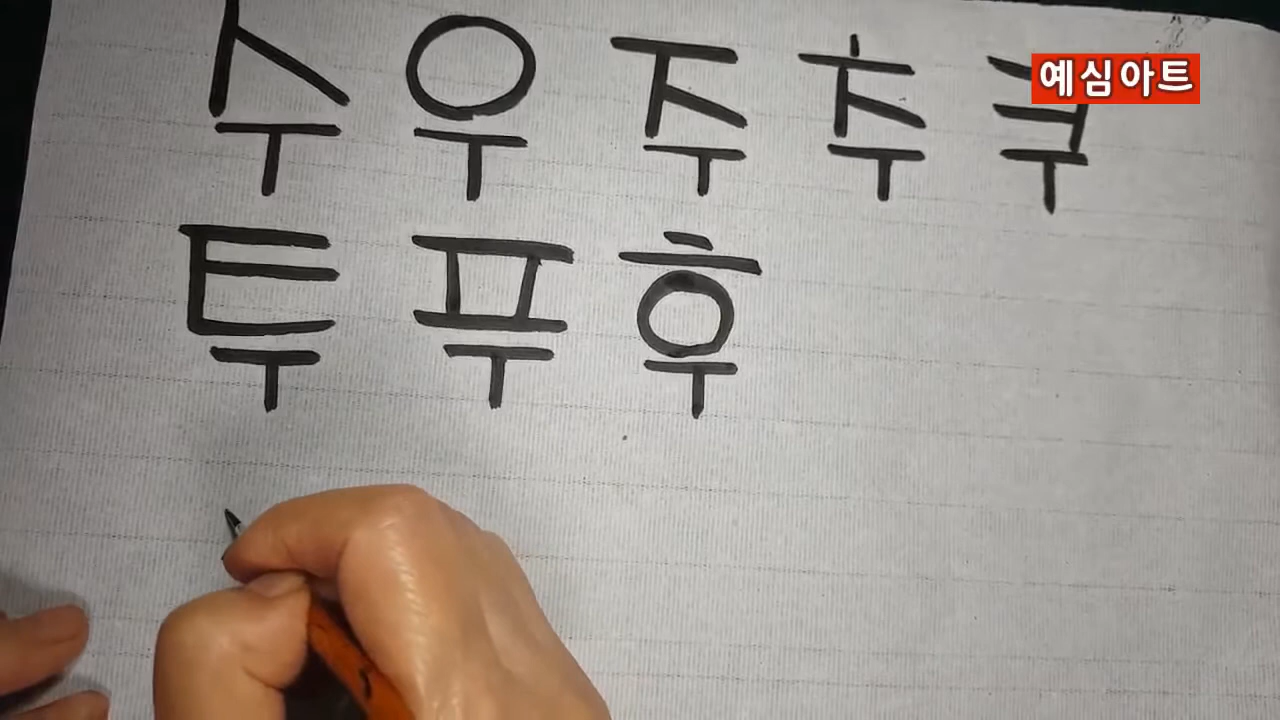 수 우 주 추 쿠
예심아트
투 푸 후